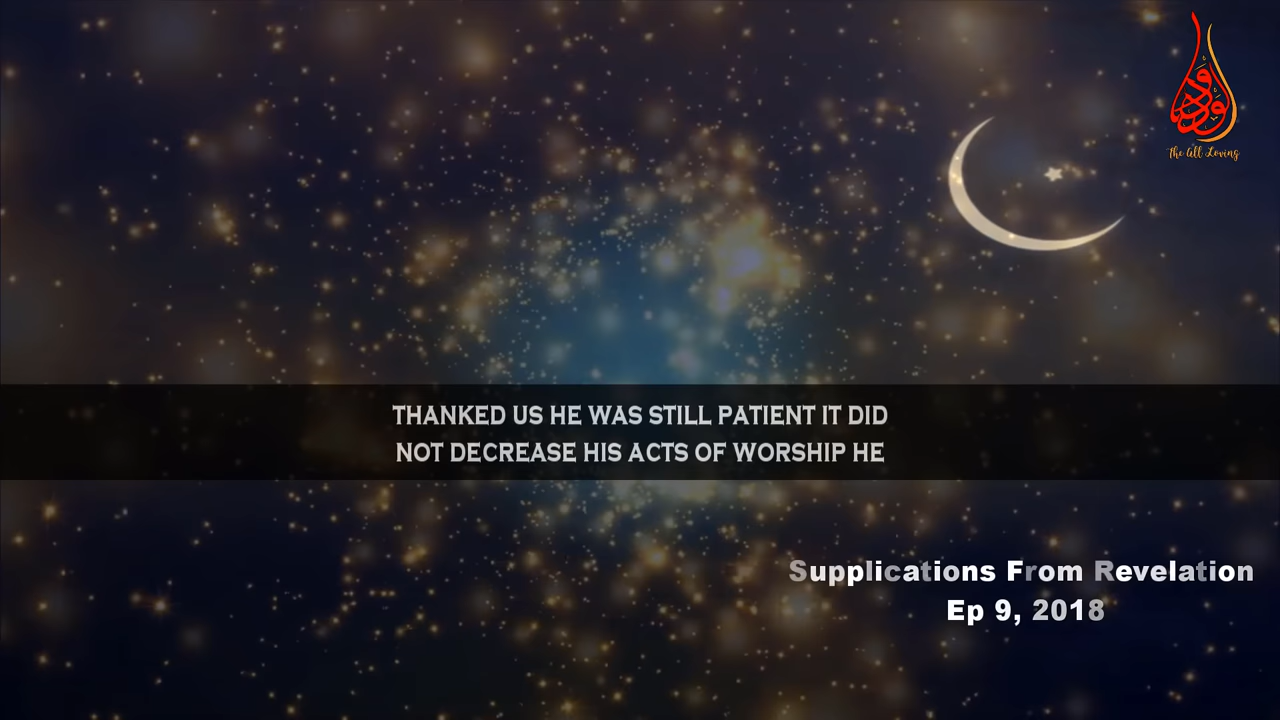 الودود
The All Loving
THANKED US HE WAS STILL PATIENT IT DID
NOT DECREASE HIS ACTS OF WORSHIP HE
Supplications From Revelation
Ep 9, 2018